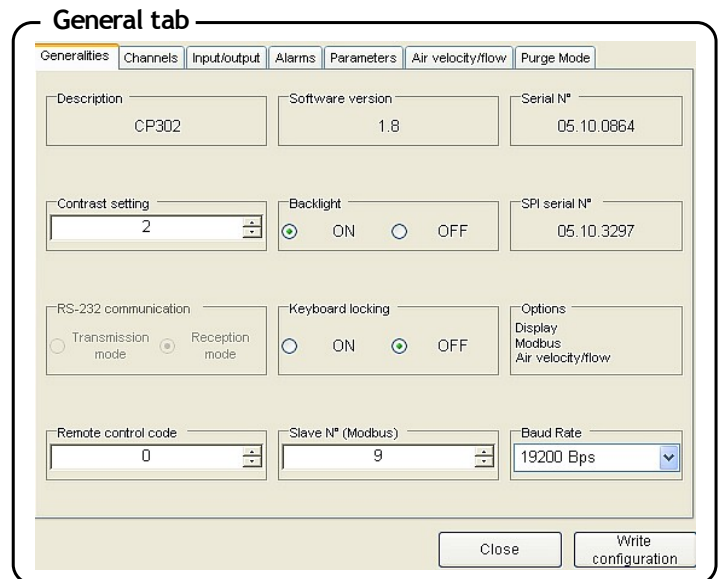 General tab
Generalities Channels Input/output Alarms Parameters Air velocity/flow Purge Mode
Description Software version Serial N°
CP302 1.8 05.10.0864
Contrast setting Backlight SPI serial N°
2 ON OFF 05.10.3297
RS-232 communication Keyboard locking Options
Transmission mode Reception mode ON OFF Display
Modbus
Air velocity/flow
Remote control code Slave N° (Modbus) Baud Rate
0 9 19200 Bps
Close Write configuration